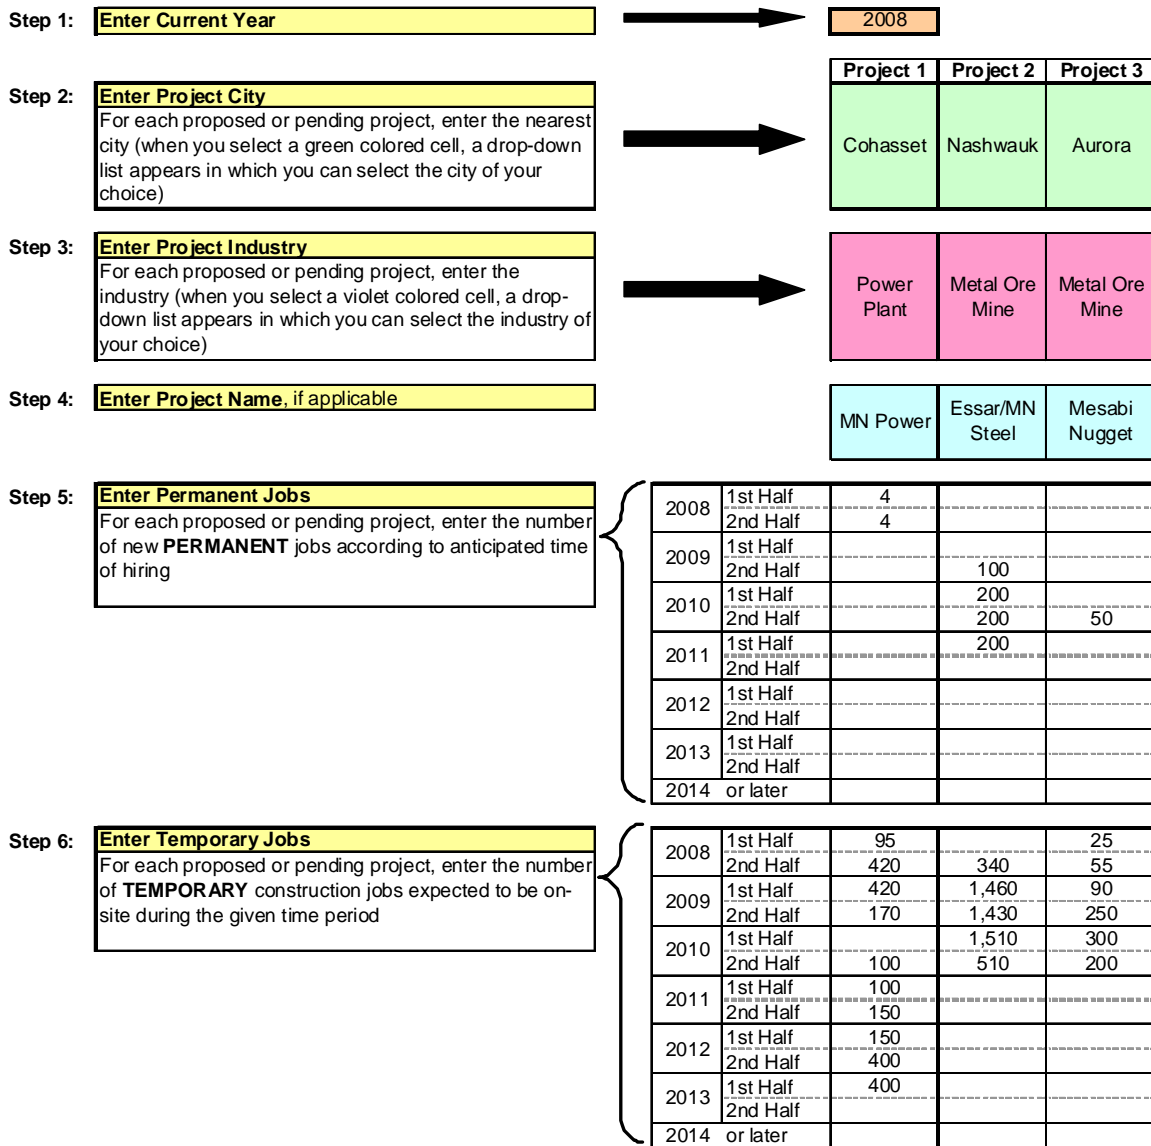 Step 1: Enter Current Year 2008
Project 1 Project 2 Project 3
Step 2: Enter Project City
For each proposed or pending project, enter the nearest
city (when you select a green colored cell, a drop-down
list appears in which you can select the city of your
choice)
Cohasset Nashwauk Aurora
Step 3: Enter Project Industry
For each proposed or pending project, enter the
industry (when you select a violet colored cell, a drop-
down list appears in which you can select the industry of
your choice)
Power Metal Ore Metal Ore
Plant Mine Mine
Step 4: Enter Project Name, if applicable
MN Power Essar/MN Mesabi
Steel Nugget
Step 5: Enter Permanent Jobs
For each proposed or pending project, enter the number
of new PERMANENT jobs according to anticipated time
of hiring
2008 1st Half 4
2nd Half 4
2009 1st Half
2nd Half 100
2010 1st Half 200
2nd Half 200 50
2011 1st Half 200
2nd Half
2012 1st Half
2nd Half
2013 1st Half
2nd Half
2014 or later
Step 6: Enter Temporary Jobs
For each proposed or pending project, enter the number
of TEMPORARY construction jobs expected to be on-
site during the given time period
2008 1st Half 95 25
2nd Half 420 340 55
2009 1st Half 420 1,460 90
2nd Half 170 1,430 250
2010 1st Half 1,510 300
2nd Half 100 510 200
2011 1st Half 100
2nd Half 150
2012 1st Half 150
2nd Half 400
2013 1st Half 400
2nd Half
2014 or later